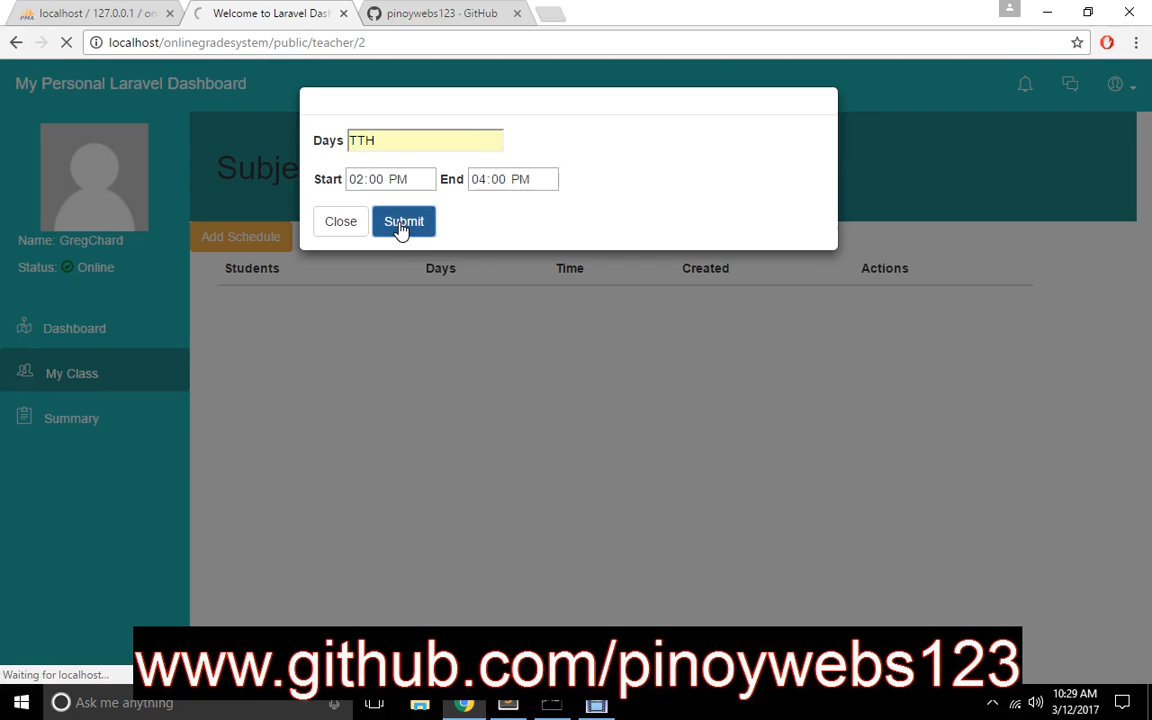 localhost / 127.0.0.1 / on
Welcome to Laravel Das
pinoywebs123 · GitHub
localhost/onlinegradesystem/public/teacher/2
My Personal Laravel Dashboard
Days TTH
Start 02:00 PM End 04:00 PM
Close Submit
Subje
Name: GregChard
Status: Online
Add Schedule
Students Days Time Created Actions
Dashboard
My Class
Summary
Waiting for localhost...
www.github.com/pinoywebs123
Ask me anything
10:29 AM
3/12/2017